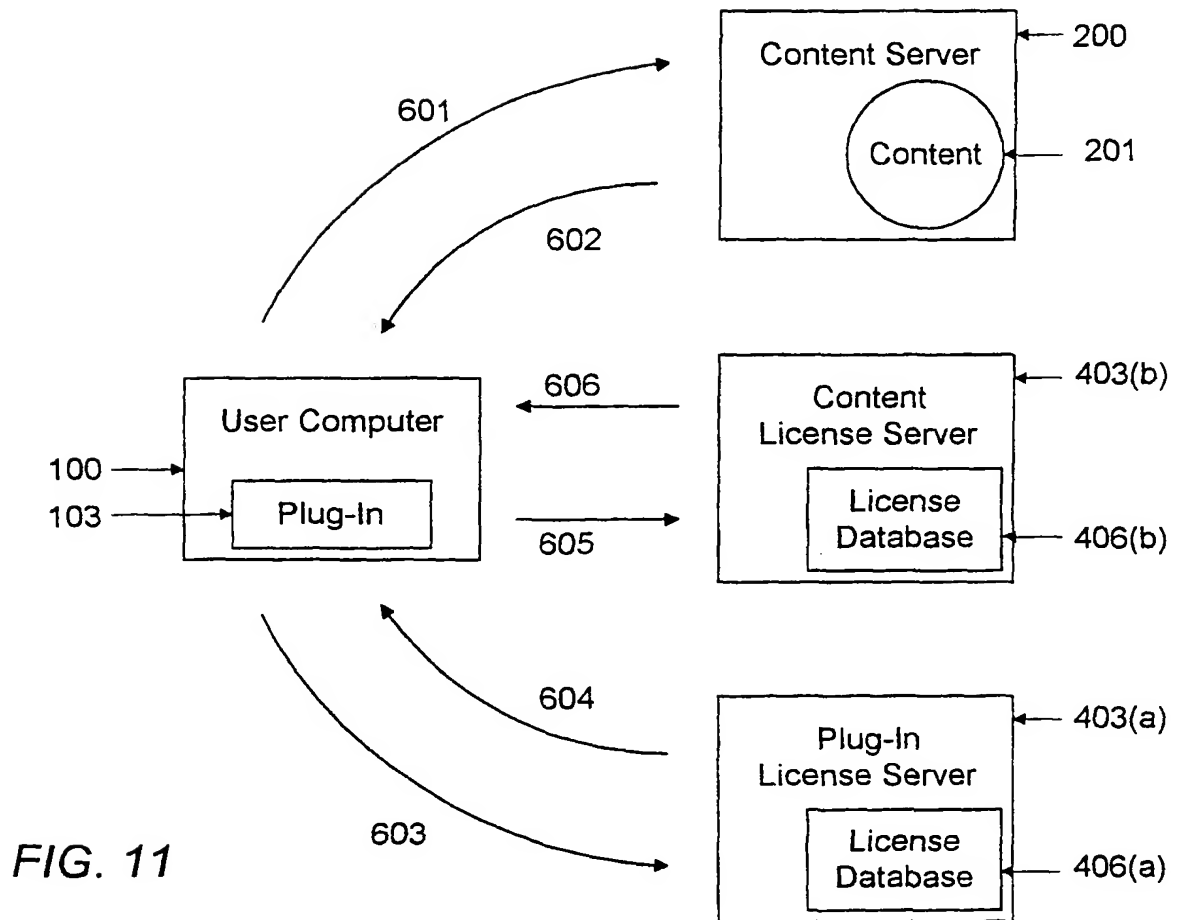 Content Server
200
601
Content
201
602
606
Content
License Server
403(b)
User Computer
100
Plug-In
103
605
License
Database
406(b)
604
Plug-In
License Server
403(a)
603
License
Database
406(a)
FIG. 11